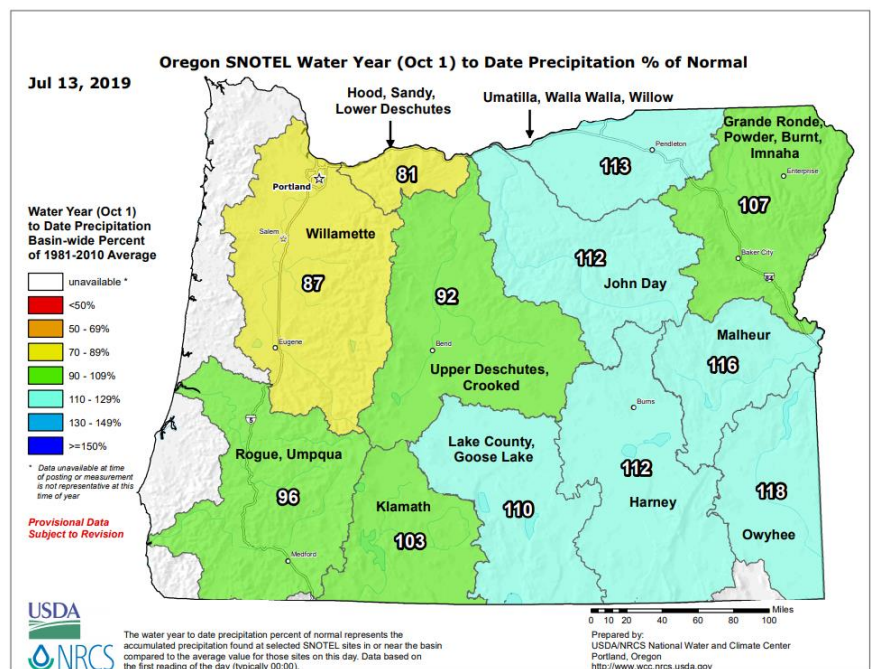 Oregon SNOTEL Water Year (Oct 1) to Date Precipitation % of Normal
Jul 13, 2019
Hood, Sandy,
Lower Deschutes
Umatilla, Walla Walla, Willow
Grande Ronde,
Powder, Burnt,
Imnaha
Pendleton
Enterprise
113
81
Portland
107
Water Year (Oct 1)
to Date Precipitation
Basin-wide Percent
of 1981-2010 Average
unavailable *
<50%
50 - 69%
70 - 89%
90 - 109%
110 - 129%
130 - 149%
>=150%
* Data unavailable at time
of posting or measurement
is not representative at this
time of year
Provisional Data
Subject to Revision
Salem
Willamette
87
Eugene
92
Bend
Upper Deschutes,
Crooked
112
John Day
Baker City
84
Malheur
116
Burns
5
Rogue, Umpqua
96
Medford
Klamath
103
Lake County,
Goose Lake
110
112
Harney
118
Owyhee
Miles
0 10 20 40 60 80 100
USDA
NRCS
The water year to date precipitation percent of normal represents the
accumulated precipitation found at selected SNOTEL sites in or near the basin
compared to the average value for those sites on this day. Data based on
the first reading of the day (typically 00:00).
Prepared by:
USDA/NRCS National Water and Climate Center
Portland, Oregon
http://www.wcc.nrcs.usda.gov